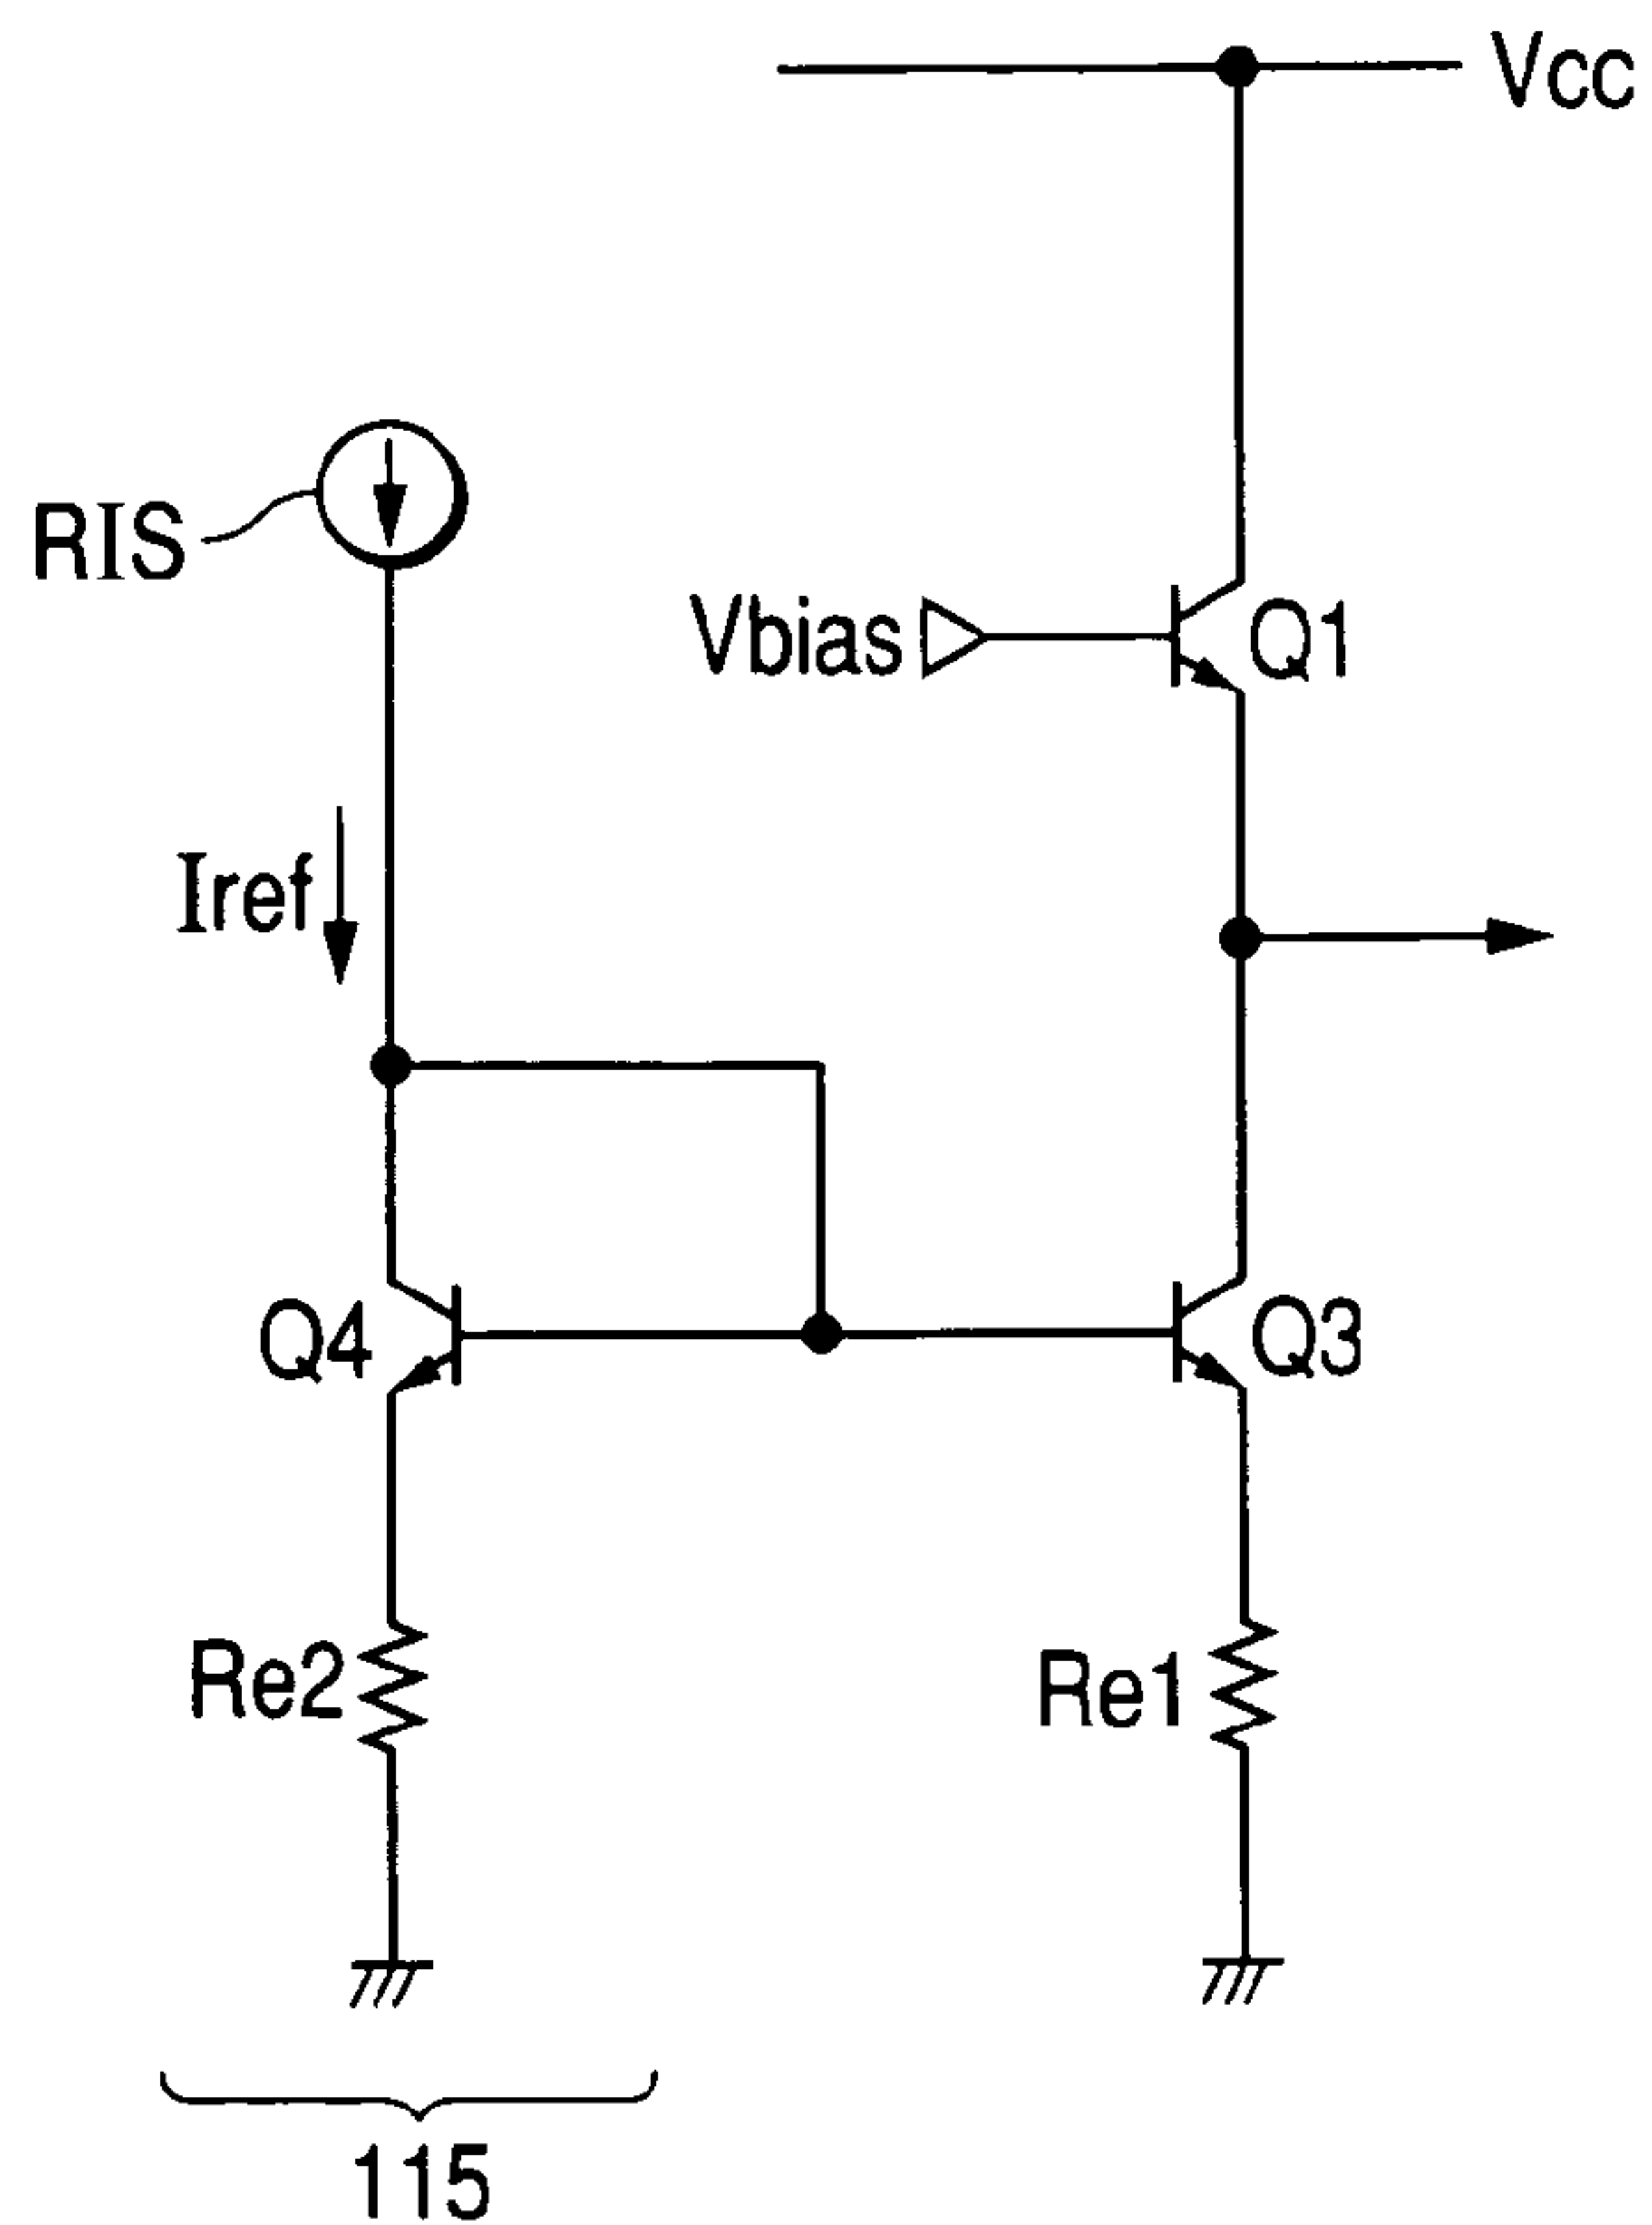 Vcc
RIS
Vbias
Q1
Iref
Q4
Q3
Re2
Re1
115